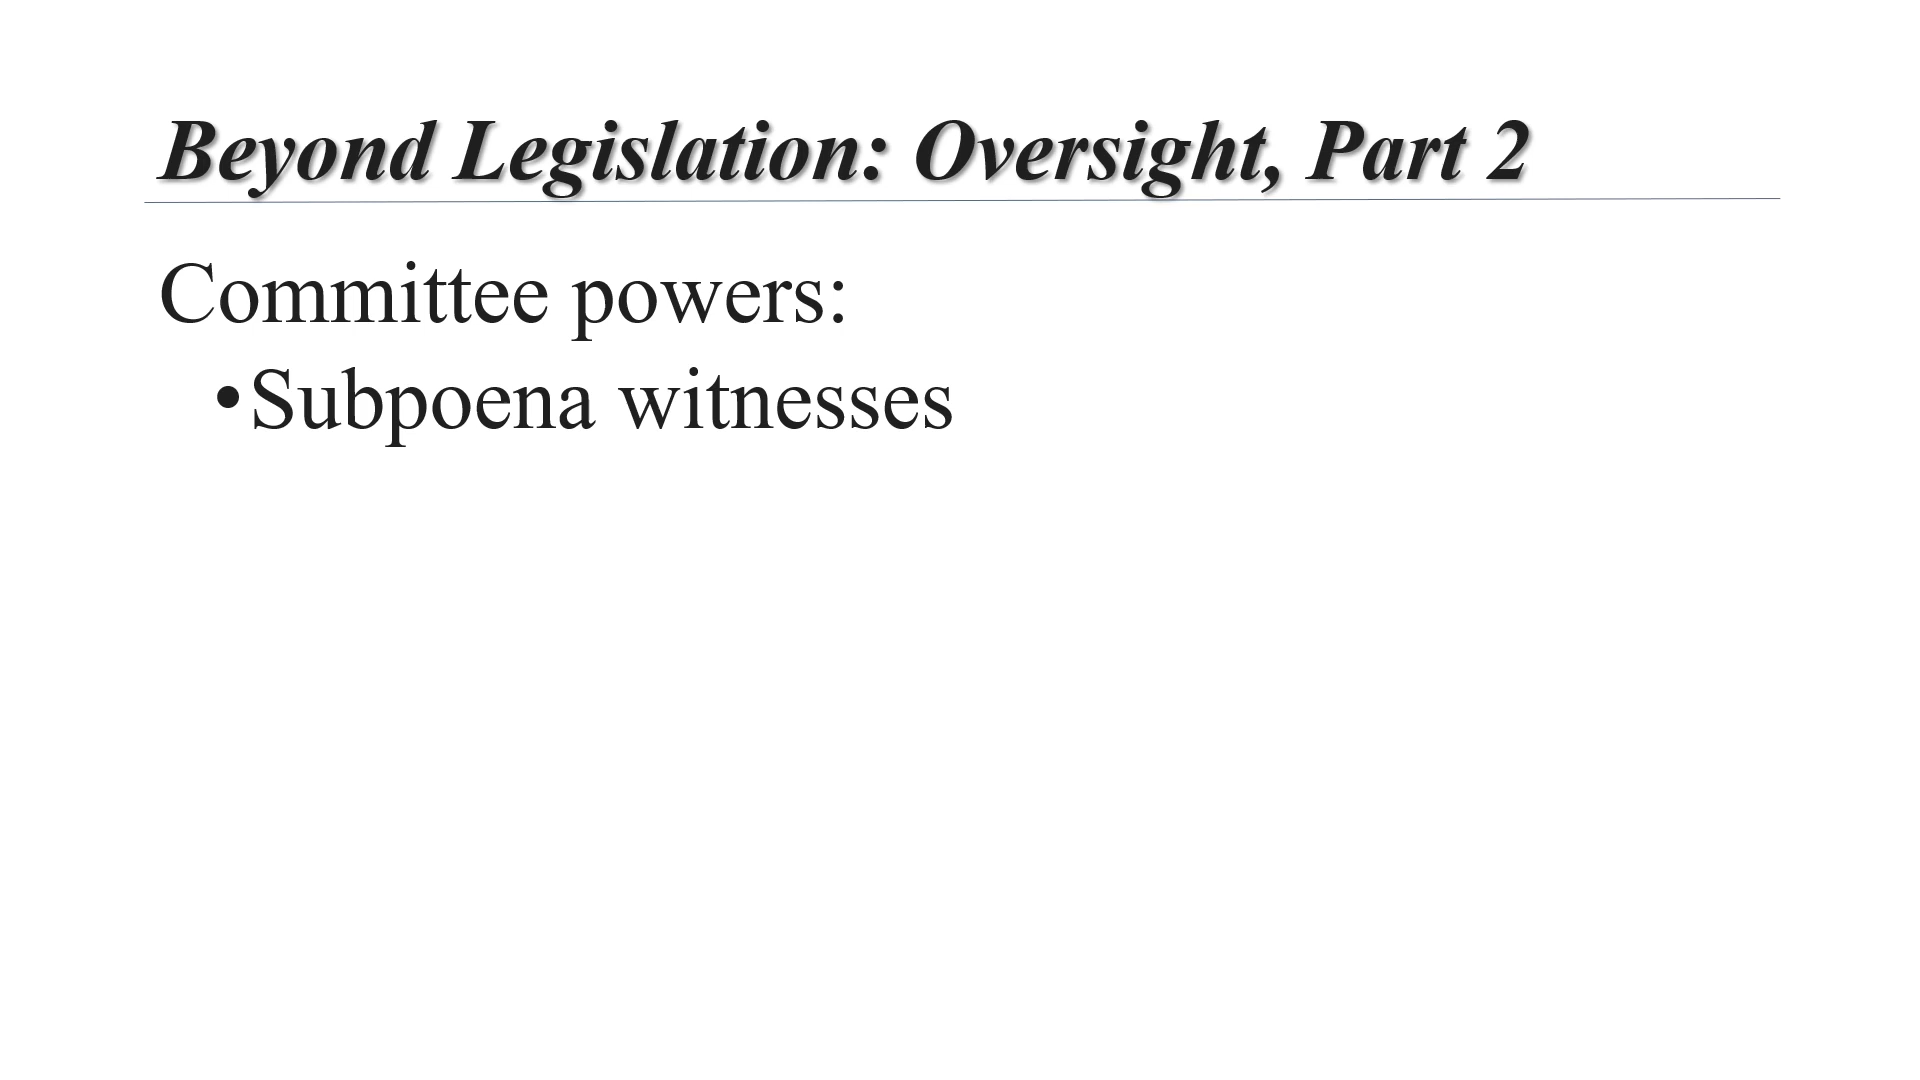 Beyond Legislation: Oversight, Part 2
Committee powers:
•Subpoena witnesses